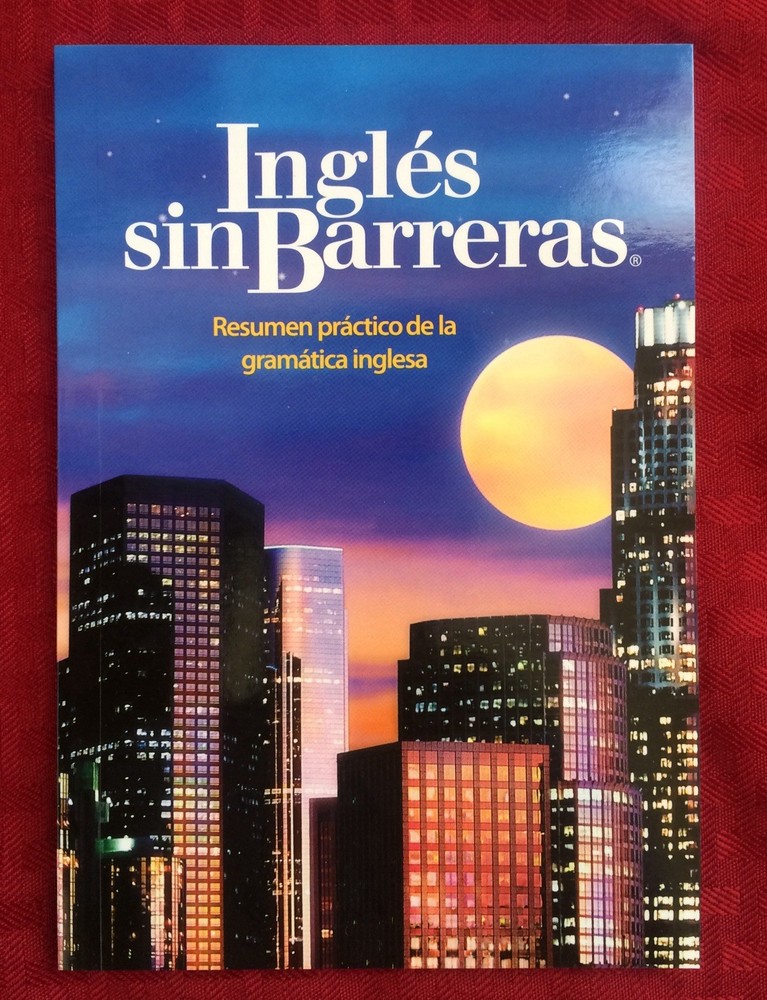 Inglés
sin Barreras®
Resumen práctico de la
gramática inglesa